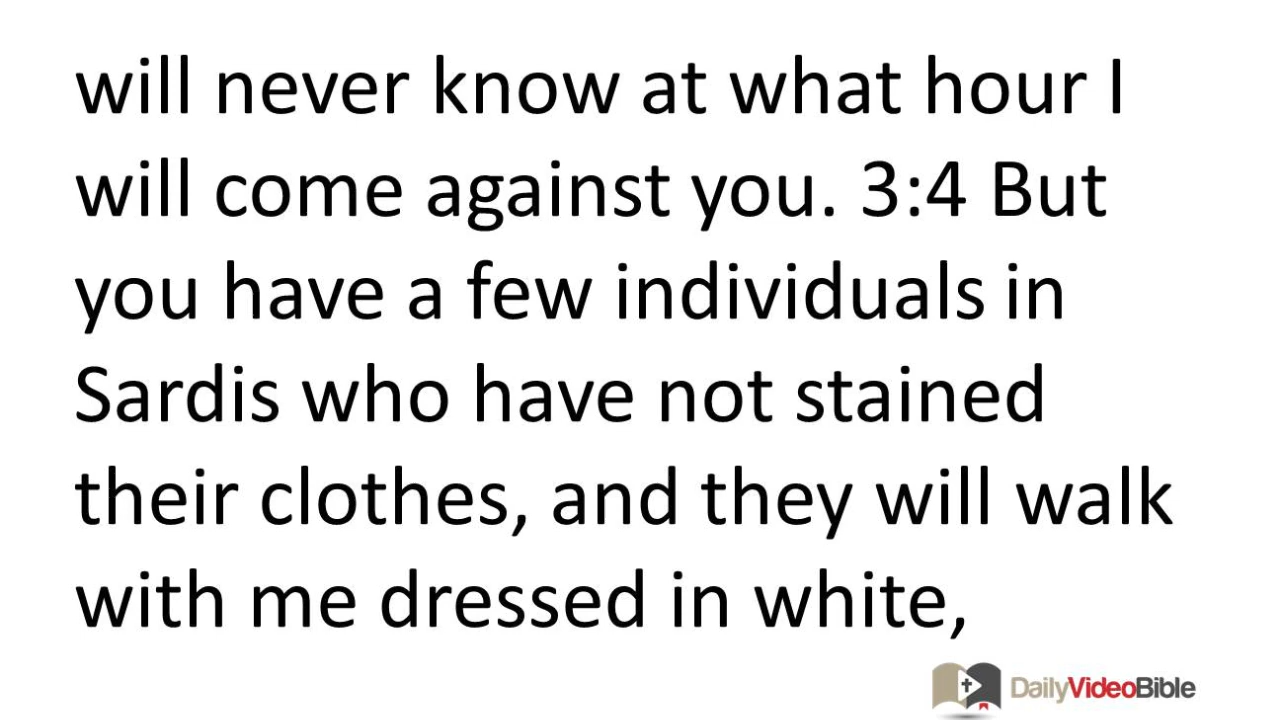 will never know at what hour I
will come against you. 3:4 But
you have a few individuals in
Sardis who have not stained
their clothes, and they will walk
with me dressed in white,
DailyVideoBible